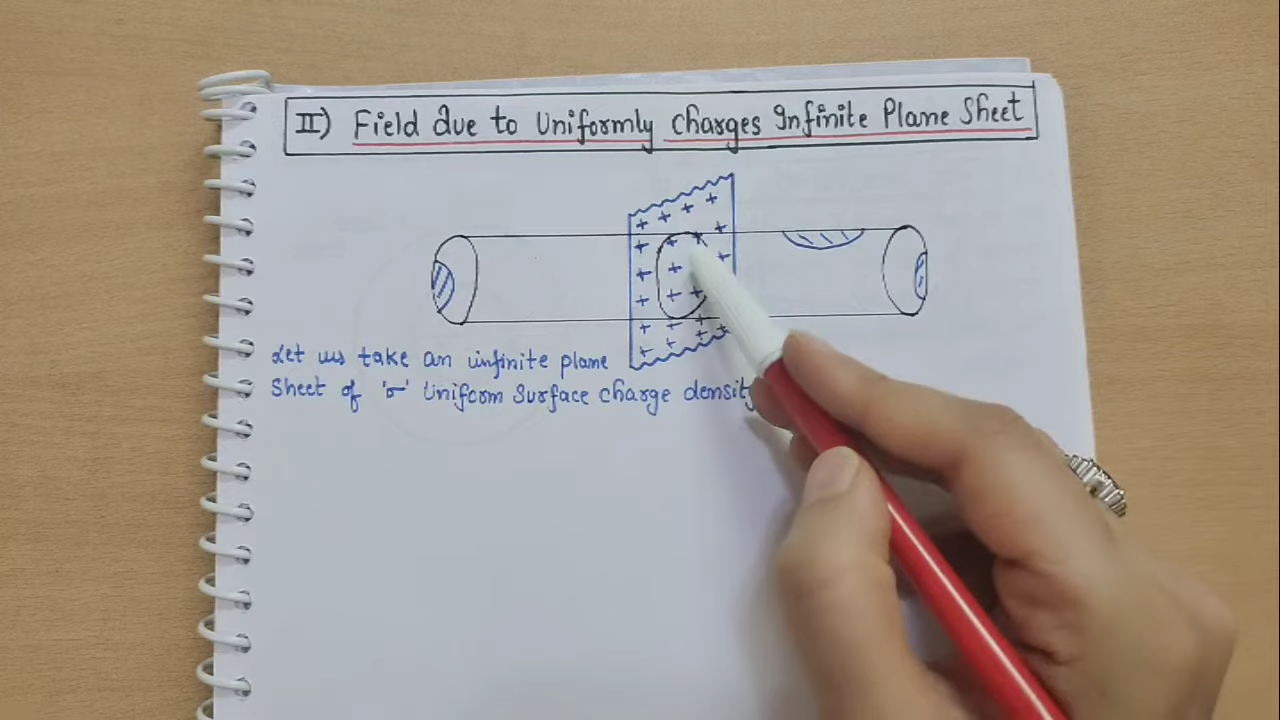 II) Field due to Uniformly charges Infinite Plane Sheet
Let us take an infinite plane
Sheet of 'σ' Uniform Surface charge density